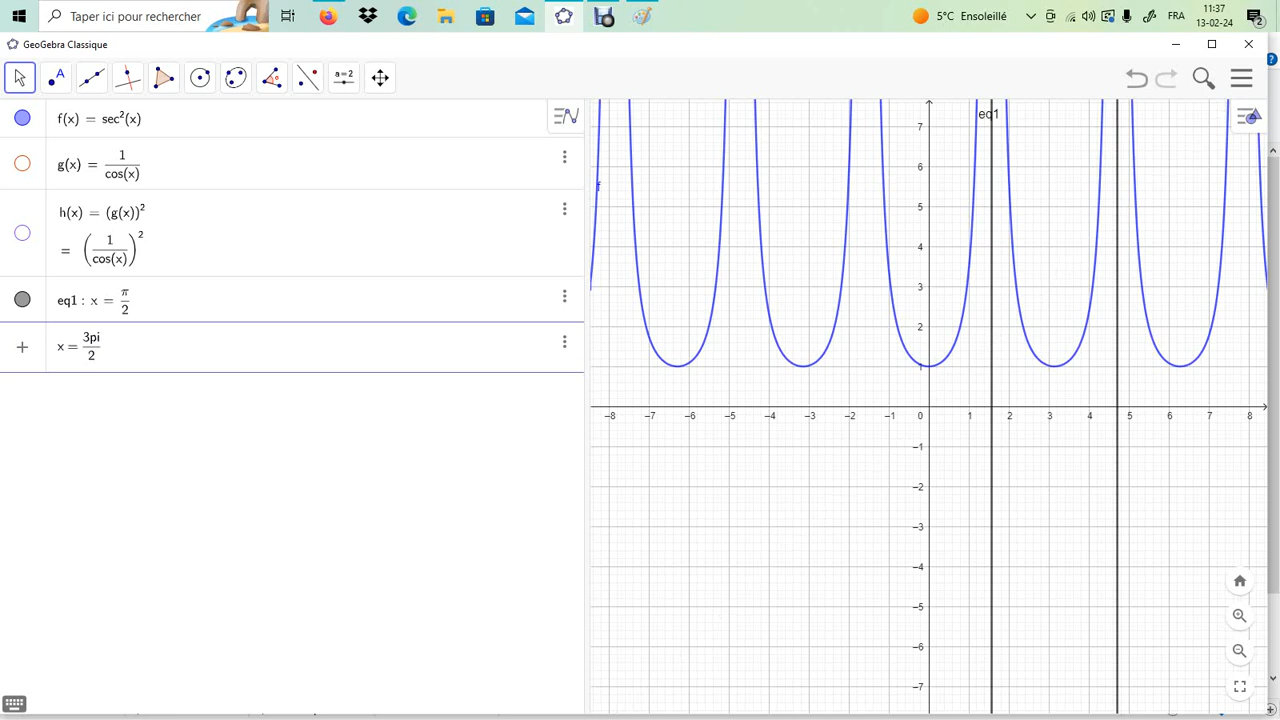 Taper ici pour rechercher
5°C Ensoleillé
FRA
11:37
13-02-24
2
GeoGebra Classique
A
a=2
?
f(x) = sec²(x)
g(x) = 1/cos(x)
h(x) = (g(x))²
= (1/cos(x))²
eq1 : x = π/2
x = 3pi/2
eq1
f
7
6
5
4
3
2
1
−8 −7 −6 −5 −4 −3 −2 −1 0 1 2 3 4 5 6 7 8
−1
−2
−3
−4
−5
−6
−7